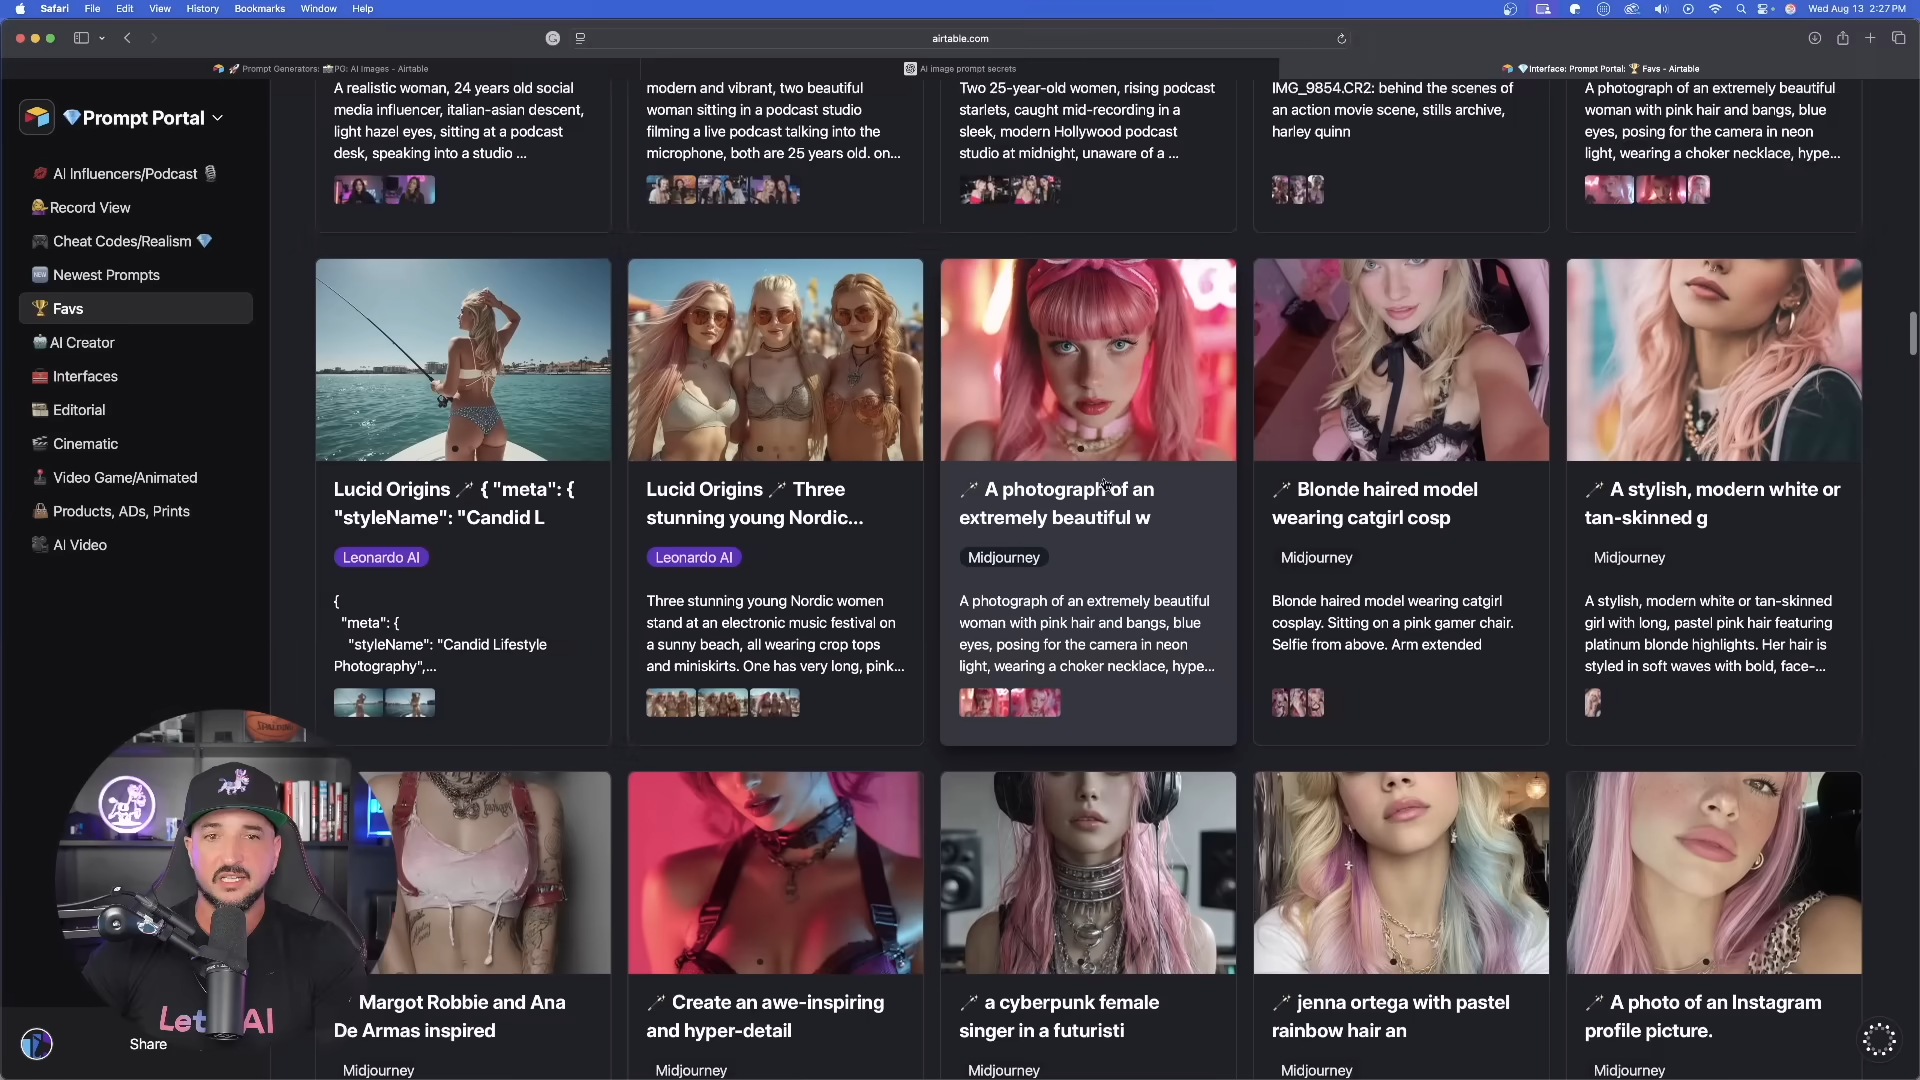 Safari File Edit View History Bookmarks Window Help
Wed Aug 13 2:27 PM
airtable.com
Prompt Generators: PG: AI Images - Airtable
AI image prompt secrets
Interface: Prompt Portal: Favs - Airtable
Prompt Portal
AI Influencers/Podcast
Record View
Cheat Codes/Realism
Newest Prompts
Favs
AI Creator
Interfaces
Editorial
Cinematic
Video Game/Animated
Products, ADs, Prints
AI Video
Share
A realistic woman, 24 years old social
media influencer, italian-asian descent,
light hazel eyes, sitting at a podcast
desk, speaking into a studio ...
modern and vibrant, two beautiful
woman sitting in a podcast studio
filming a live podcast talking into the
microphone, both are 25 years old. on...
Two 25-year-old women, rising podcast
starlets, caught mid-recording in a
sleek, modern Hollywood podcast
studio at midnight, unaware of a ...
IMG_9854.CR2: behind the scenes of
an action movie scene, stills archive,
harley quinn
A photograph of an extremely beautiful
woman with pink hair and bangs, blue
eyes, posing for the camera in neon
light, wearing a choker necklace, hype...
Lucid Origins { "meta": {
"styleName": "Candid L
Leonardo AI
{
"meta": {
"styleName": "Candid Lifestyle
Photography",...
Lucid Origins Three
stunning young Nordic...
Leonardo AI
Three stunning young Nordic women
stand at an electronic music festival on
a sunny beach, all wearing crop tops
and miniskirts. One has very long, pink...
A photograph of an
extremely beautiful w
Midjourney
A photograph of an extremely beautiful
woman with pink hair and bangs, blue
eyes, posing for the camera in neon
light, wearing a choker necklace, hype...
Blonde haired model
wearing catgirl cosp
Midjourney
Blonde haired model wearing catgirl
cosplay. Sitting on a pink gamer chair.
Selfie from above. Arm extended
A stylish, modern white or
tan-skinned g
Midjourney
A stylish, modern white or tan-skinned
girl with long, pastel pink hair featuring
platinum blonde highlights. Her hair is
styled in soft waves with bold, face-...
Margot Robbie and Ana
De Armas inspired
Midjourney
Create an awe-inspiring
and hyper-detail
Midjourney
a cyberpunk female
singer in a futuristi
Midjourney
jenna ortega with pastel
rainbow hair an
Midjourney
A photo of an Instagram
profile picture.
Midjourney
SPALDING
Let AI